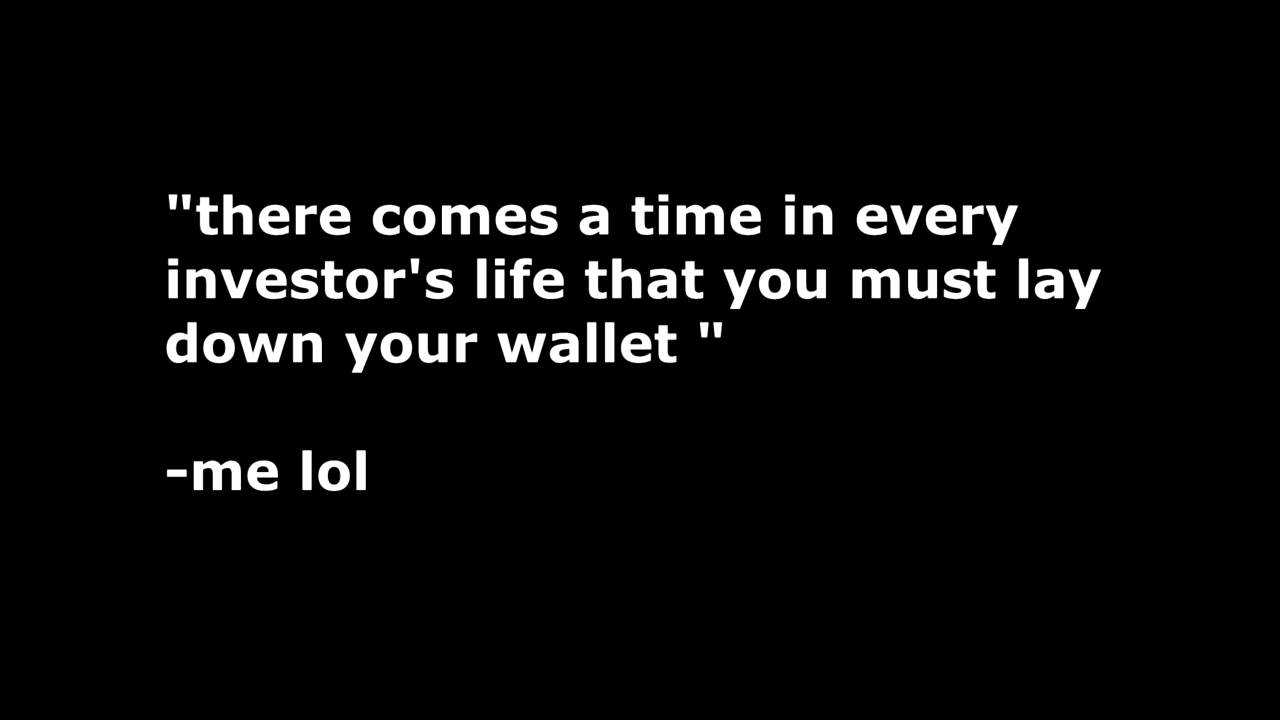 "there comes a time in every
investor's life that you must lay
down your wallet "
-me lol